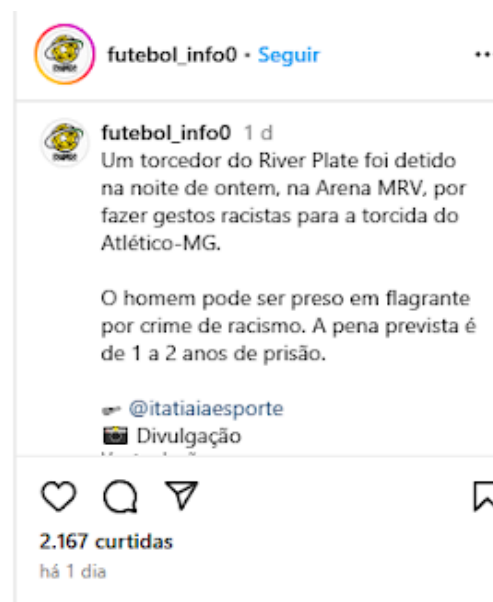 futebol_info0 • Seguir
futebol_info0 1 d
Um torcedor do River Plate foi detido
na noite de ontem, na Arena MRV, por
fazer gestos racistas para a torcida do
Atlético-MG.
O homem pode ser preso em flagrante
por crime de racismo. A pena prevista é
de 1 a 2 anos de prisão.
@itatiaiaesporte
Divulgação
2.167 curtidas
há 1 dia